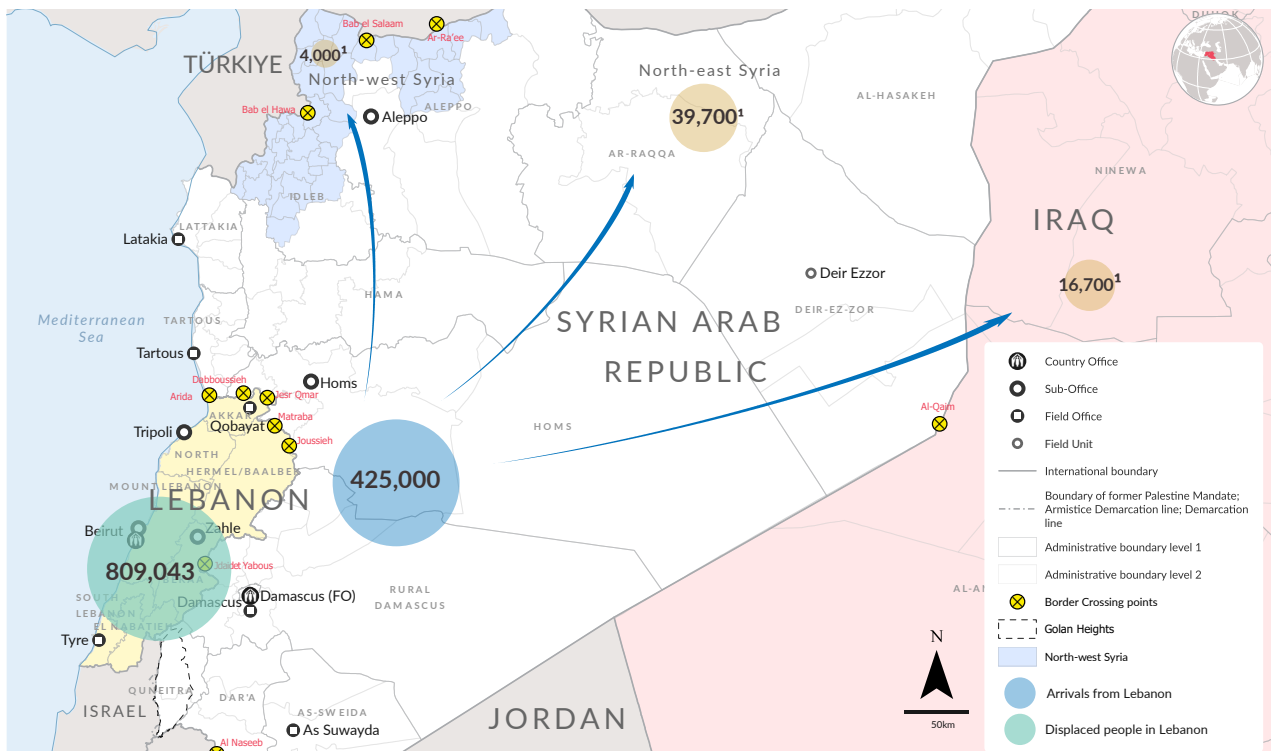 Bab el Salaam
Ar-Ra'ee
TÜRKIYE
4,000¹
North-west Syria
North-east Syria
Bab el Hawa
Aleppo
ALEPPO
39,700¹
AL-HASAKEH
AR-RAQQA
NINEWA
IDLEB
IRAQ
LATTAKIA
Latakia
Deir Ezzor
16,700¹
HAMA
DEIR-EZ-ZOR
Mediterranean
Sea
TARTOUS
SYRIAN ARAB
REPUBLIC
Tartous
Dabboussieh
Homs
Arida
Jesr Qmar
AKKAR
Qobayat
Matraba
Al-Qaim
Tripoli
Joussieh
HOMS
NORTH
HERMEL/BAALBEK
MOUNT LEBANON
LEBANON
425,000
Beirut
Zahle
809,043
Jdaidet Yabous
SOUTH
LEBANON
EL NABATIEH
Damascus
Damascus (FO)
RURAL
DAMASCUS
Tyre
QUNEITRA
DAR'A
ISRAEL
AS-SWEIDA
As Suwayda
Al Naseeb
JORDAN
N
50km
Country Office
Sub-Office
Field Office
Field Unit
International boundary
Boundary of former Palestine Mandate;
Armistice Demarcation line; Demarcation
line
Administrative boundary level 1
Administrative boundary level 2
Border Crossing points
Golan Heights
North-west Syria
Arrivals from Lebanon
Displaced people in Lebanon